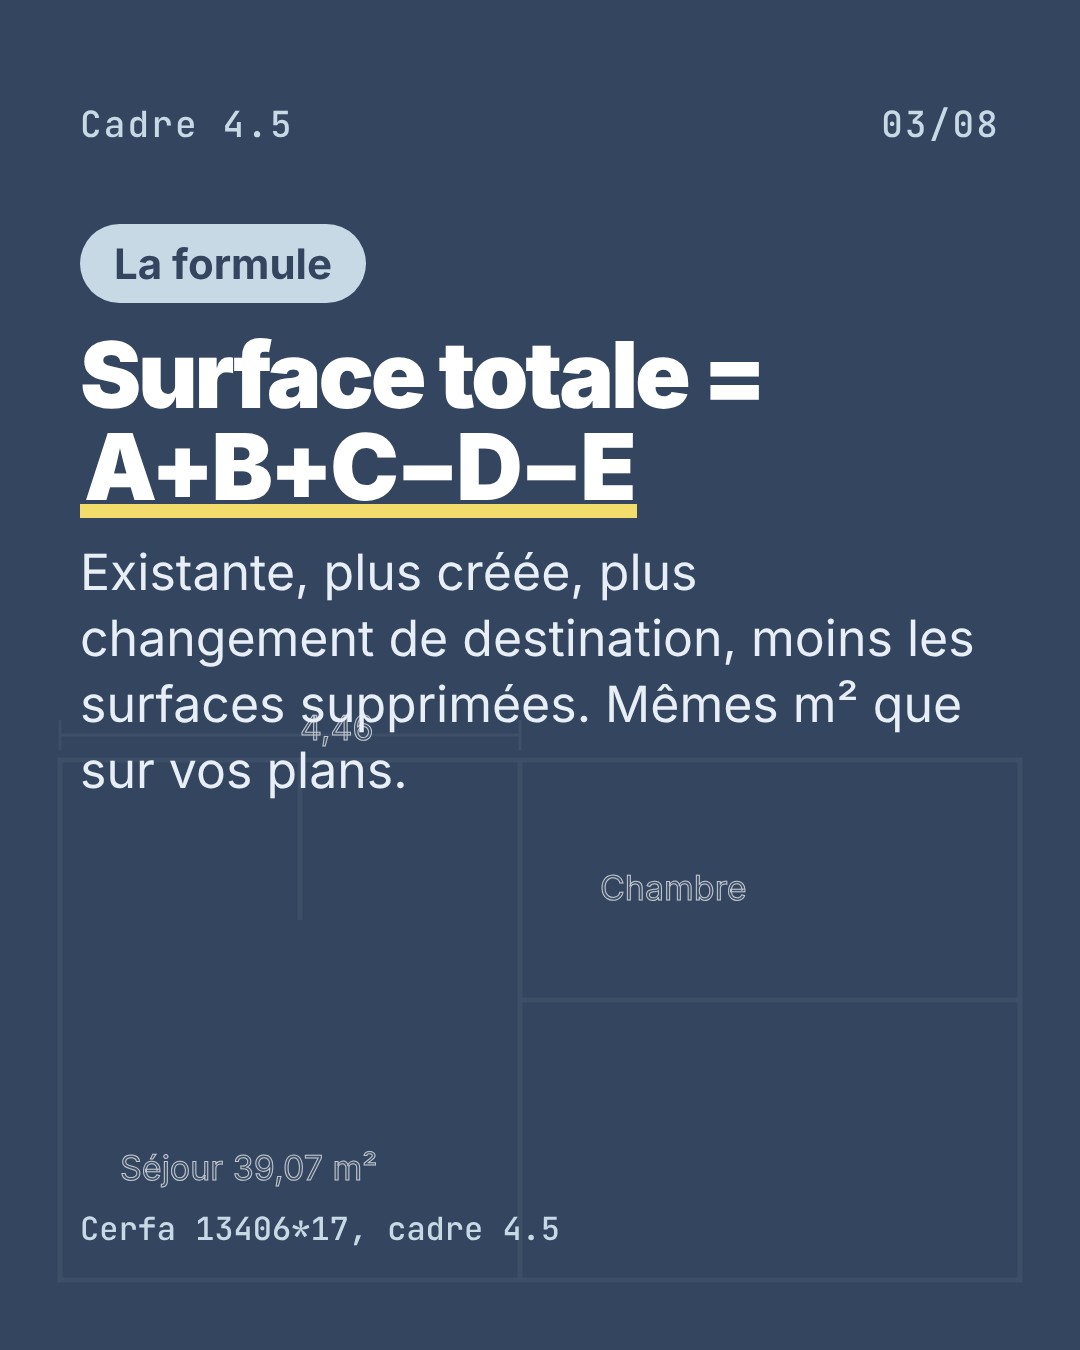 Cadre 4.5
03/08
La formule
Surface totale =
A+B+C−D−E
Existante, plus créée, plus
changement de destination, moins les
surfaces supprimées. Mêmes m² que
4,46
sur vos plans.
Chambre
Séjour 39,07 m²
Cerfa 13406*17, cadre 4.5